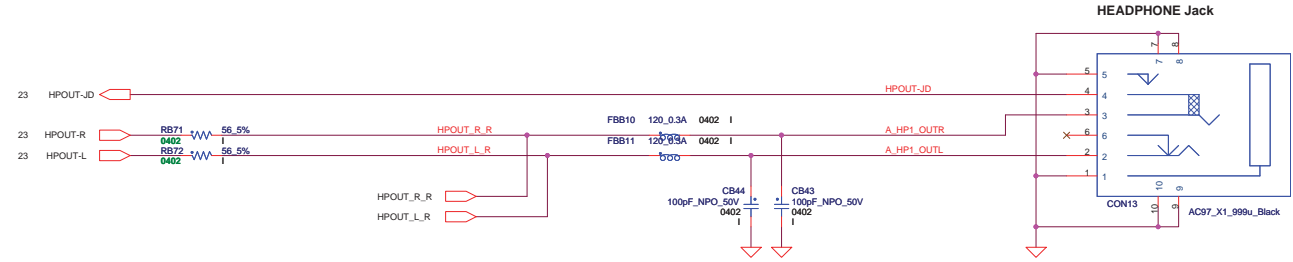 HEADPHONE Jack
7 8
7 8
5 5
23 HPOUT-JD HPOUT-JD 4 4
FBB10 120_0.3A 0402 I 3 3
23 HPOUT-R RB71 56_5% HPOUT_R_R A_HP1_OUTR 6 6
0402 I
FBB11 120_0.3A 0402 I
23 HPOUT-L RB72 56_5% HPOUT_L_R A_HP1_OUTL 2 2
0402 I
1 1
10 9
HPOUT_R_R
HPOUT_L_R
CB44 CB43
100pF_NPO_50V 100pF_NPO_50V
0402 0402
I I
CON13
10 9
AC97_X1_999u_Black